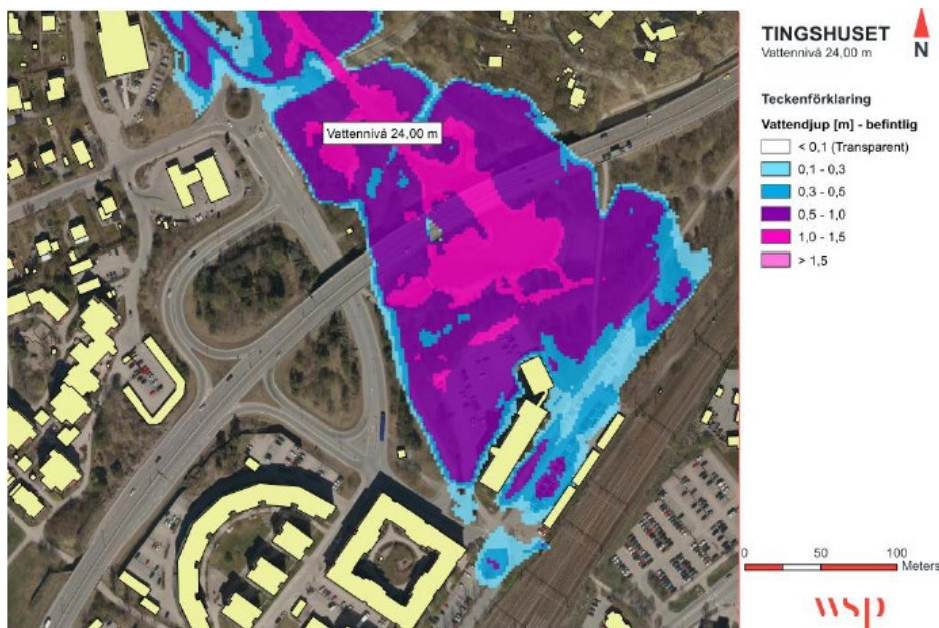 TINGSHUSET
Vattennivå 24,00 m
N
Teckenförklaring
Vattendjup [m] - befintlig
< 0,1 (Transparent)
0,1 - 0,3
0,3 - 0,5
0,5 - 1,0
1,0 - 1,5
> 1,5
Vattennivå 24,00 m
0 50 100
Meters
wsp